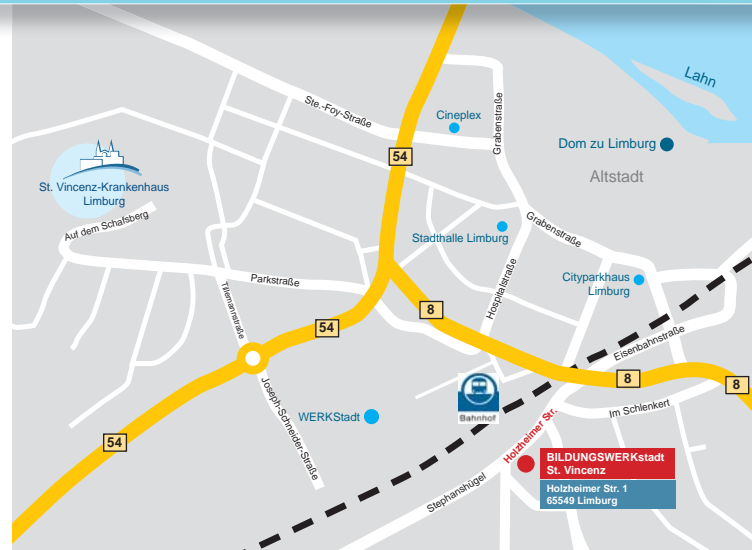 Lahn
Ste.-Foy-Straße
Cineplex
Grabenstraße
54
Dom zu Limburg
Altstadt
St. Vincenz-Krankenhaus
Limburg
Auf dem Schafsberg
Stadthalle Limburg
Grabenstraße
Parkstraße
Tilemannstraße
Hospitalstraße
Cityparkhaus
Limburg
8
54
Eisenbahnstraße
8
8
Joseph-Schneider-Straße
WERKStadt
Bahnhof
Im Schlenkert
Holzheimer Str.
54
Stephanshügel
BILDUNGSWERKstadt
St. Vincenz
Holzheimer Str. 1
65549 Limburg